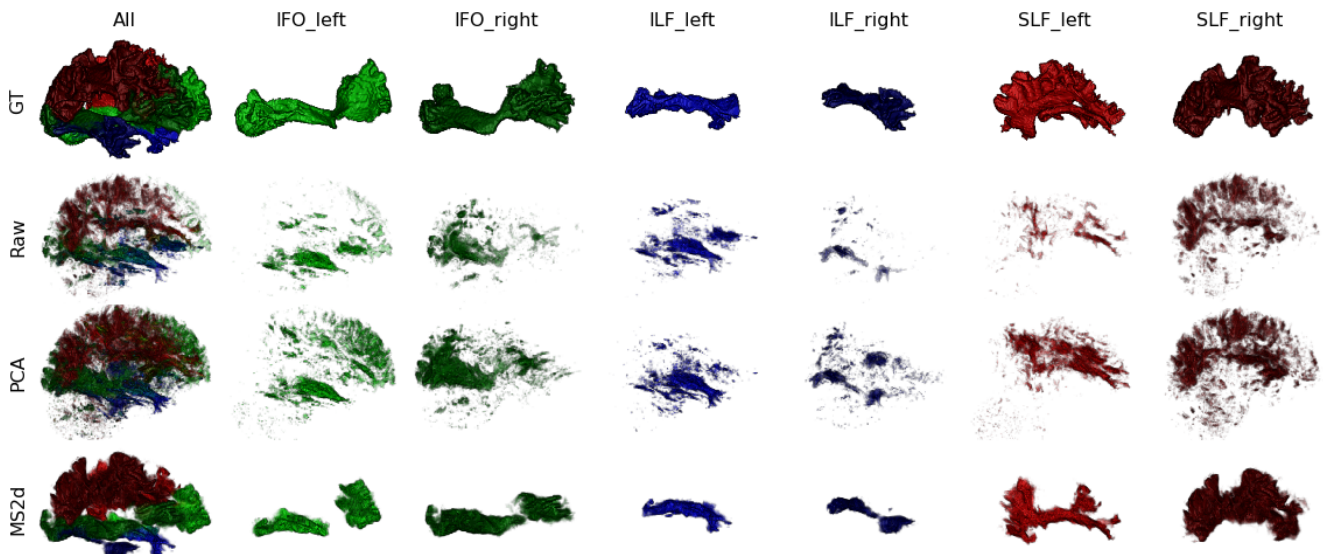 All IFO_left IFO_right ILF_left ILF_right SLF_left SLF_right
GT
Raw
PCA
MS2d